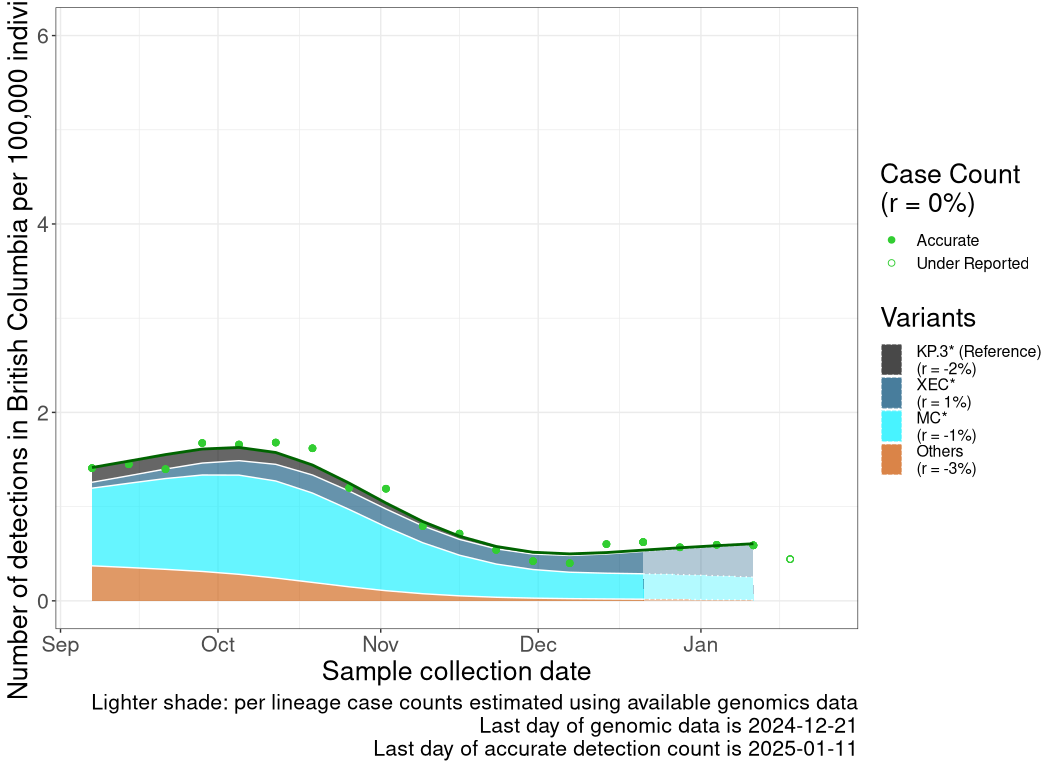 Number of detections in British Columbia per 100,000
6
4
2
0
Sep Oct Nov Dec Jan
Sample collection date
Lighter shade: per lineage case counts estimated using available genomics data
Last day of genomic data is 2024-12-21
Last day of accurate detection count is 2025-01-11
Case Count
(r = 0%)
Accurate
Under Reported
Variants
KP.3* (Reference)
(r = -2%)
XEC*
(r = 1%)
MC*
(r = -1%)
Others
(r = -3%)